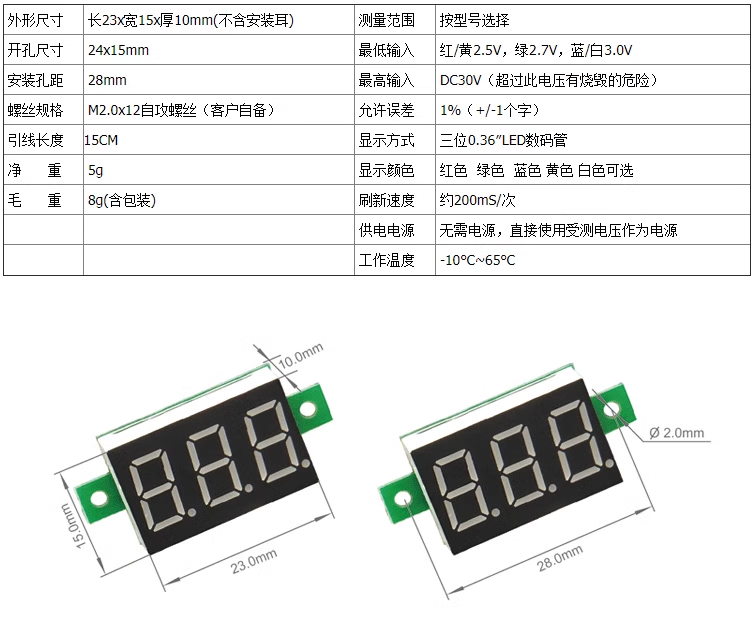 外形尺寸 长23x宽15x厚10mm(不含安装耳) 测量范围 按型号选择
开孔尺寸 24x15mm 最低输入 红/黄2.5V，绿2.7V，蓝/白3.0V
安装孔距 28mm 最高输入 DC30V（超过此电压有烧毁的危险）
螺丝规格 M2.0x12自攻螺丝（客户自备） 允许误差 1%（+/-1个字）
引线长度 15CM 显示方式 三位0.36"LED数码管
净 重 5g 显示颜色 红色 绿色 蓝色 黄色 白色可选
毛 重 8g(含包装) 刷新速度 约200mS/次
供电电源 无需电源，直接使用受测电压作为电源
工作温度 -10℃~65℃
10.0mm
Ø 2.0mm
15.0mm
23.0mm
28.0mm